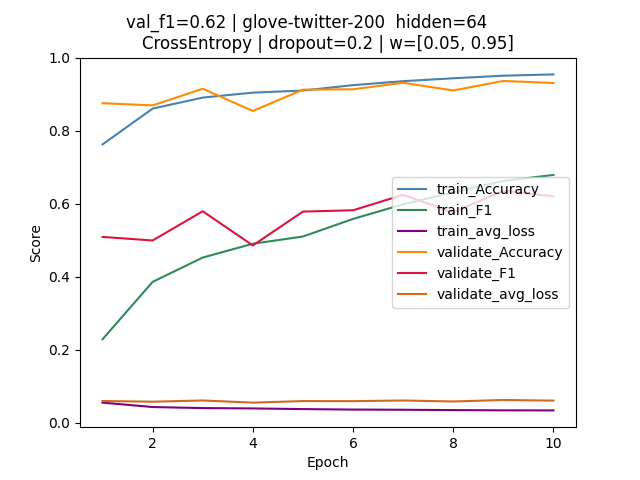 val_f1=0.62 | glove-twitter-200 hidden=64
CrossEntropy | dropout=0.2 | w=[0.05, 0.95]
1.0
0.8
0.6
0.4
0.2
0.0
Score
train_Accuracy
train_F1
train_avg_loss
validate_Accuracy
validate_F1
validate_avg_loss
2
4
6
8
10
Epoch